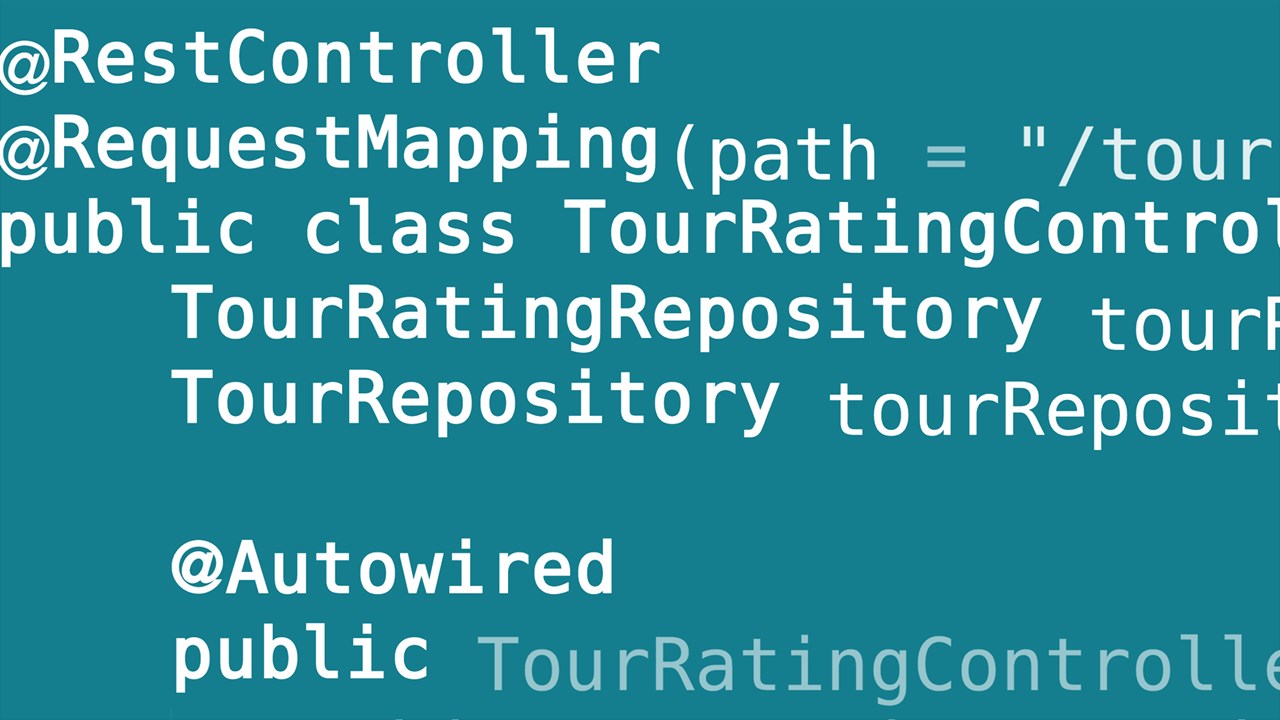 @RestController
@RequestMapping(path = "/tour
public class TourRatingControl
TourRatingRepository tourR
TourRepository tourReposit
@Autowired
public TourRatingControlle